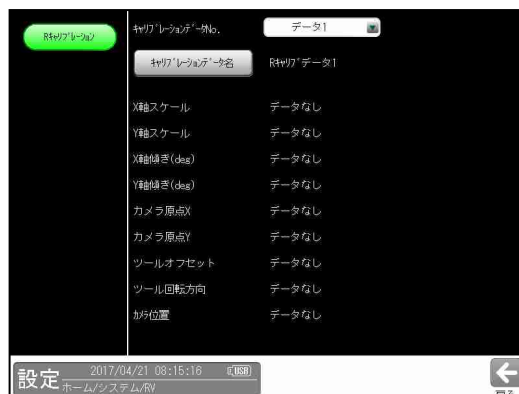 Rｷｬﾘﾌﾞﾚｰｼｮﾝ
ｷｬﾘﾌﾞﾚｰｼｮﾝﾃﾞｰﾀNo. データ1
ｷｬﾘﾌﾞﾚｰｼｮﾝﾃﾞｰﾀ名 Rｷｬﾘﾌﾞデータ1
X軸スケール データなし
Y軸スケール データなし
X軸傾き(deg) データなし
Y軸傾き(deg) データなし
カメラ原点X データなし
カメラ原点Y データなし
ツールオフセット データなし
ツール回転方向 データなし
ｶﾒﾗ位置 データなし
設定 2017/04/21 08:15:16 USB
ホーム/システム/RV
戻る